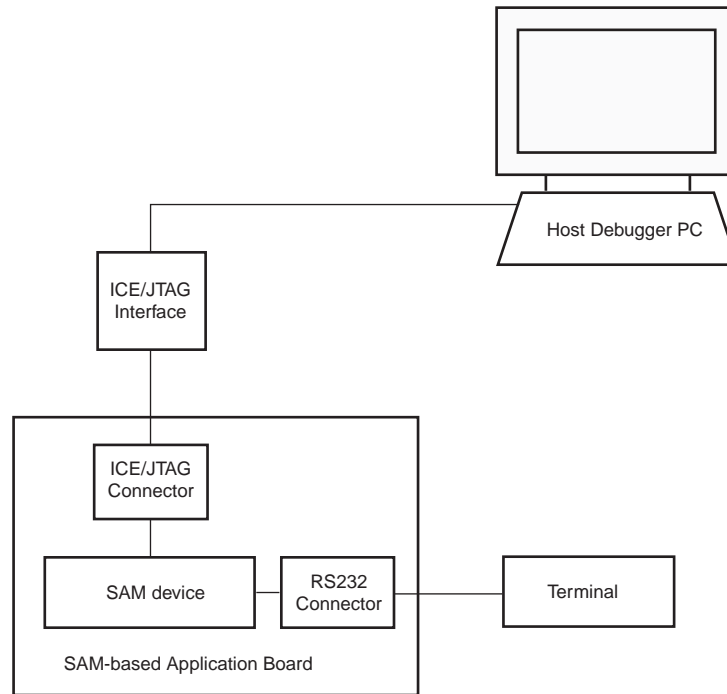 Host Debugger PC
ICE/JTAG
Interface
ICE/JTAG
Connector
SAM device
RS232
Connector
Terminal
SAM-based Application Board